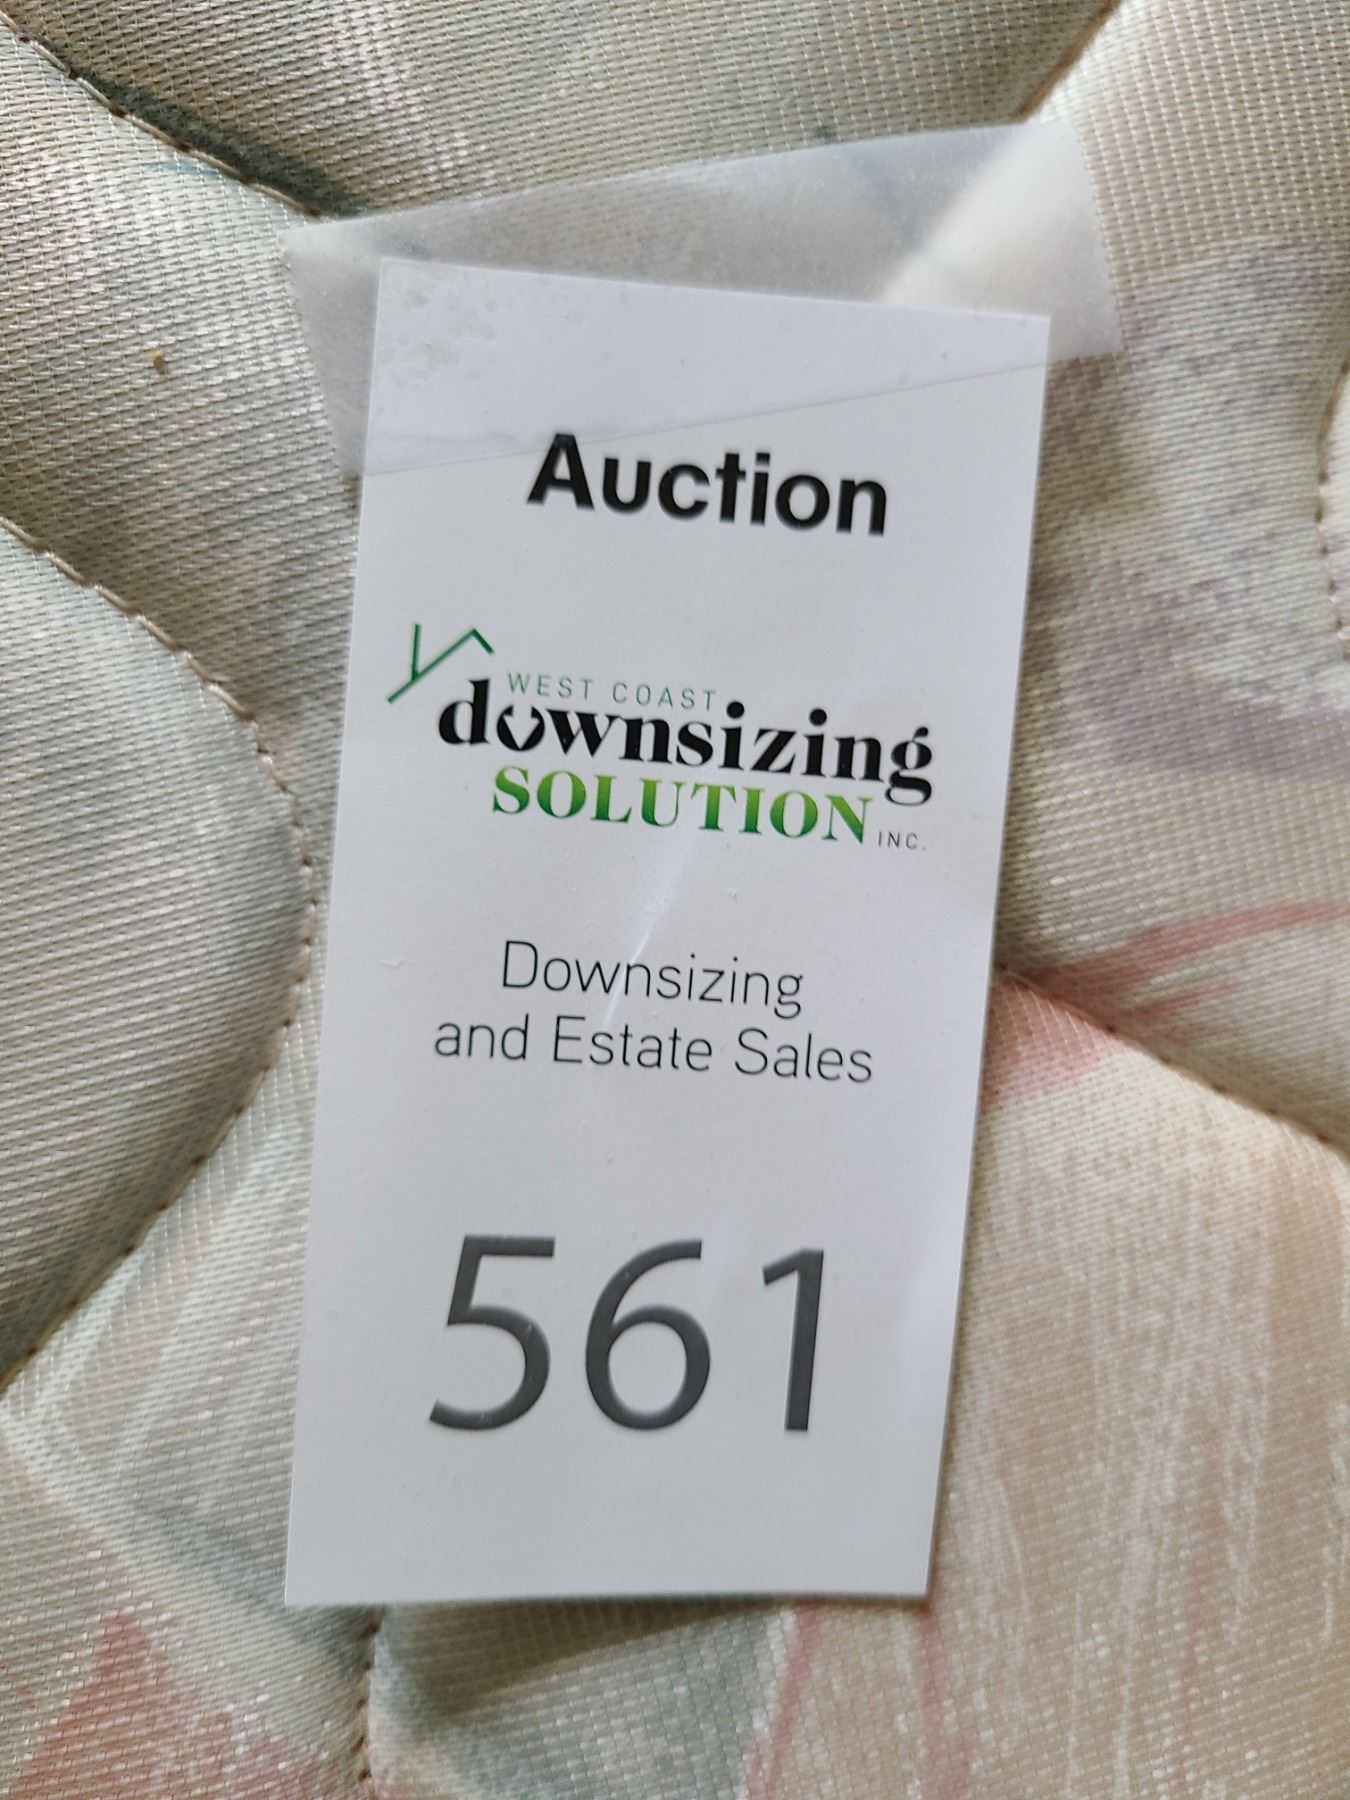 Auction
WEST COAST
downsizing
SOLUTION INC.
Downsizing
and Estate Sales
561